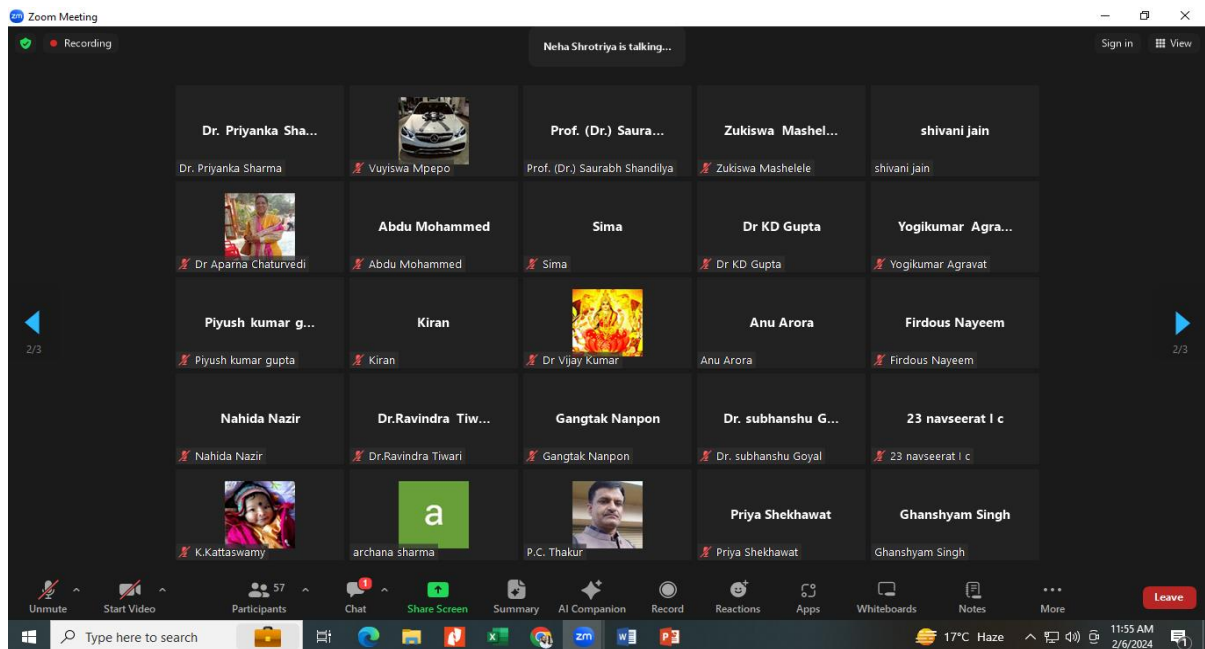 Zoom Meeting
Recording
Neha Shrotriya is talking...
Sign in
View
Dr. Priyanka Sha...
Prof. (Dr.) Saura...
Zukiswa Mashel...
shivani jain
Dr. Priyanka Sharma
Vuyiswa Mpepo
Prof. (Dr.) Saurabh Shandilya
Zukiswa Mashelele
shivani jain
Abdu Mohammed
Sima
Dr KD Gupta
Yogikumar Agra...
Dr Aparna Chaturvedi
Abdu Mohammed
Sima
Dr KD Gupta
Yogikumar Agravat
Piyush kumar g...
Kiran
Anu Arora
Firdous Nayeem
2/3
Piyush kumar gupta
Kiran
Dr Vijay Kumar
Anu Arora
Firdous Nayeem
2/3
Nahida Nazir
Dr.Ravindra Tiw...
Gangtak Nanpon
Dr. subhanshu G...
23 navseerat l c
Nahida Nazir
Dr.Ravindra Tiwari
Gangtak Nanpon
Dr. subhanshu Goyal
23 navseerat l c
a
Priya Shekhawat
Ghanshyam Singh
K.Kattaswamy
archana sharma
P.C. Thakur
Priya Shekhawat
Ghanshyam Singh
57
1
Unmute
Start Video
Participants
Chat
Share Screen
Summary
AI Companion
Record
Reactions
Apps
Whiteboards
Notes
More
Leave
Type here to search
17°C Haze
11:55 AM
2/6/2024